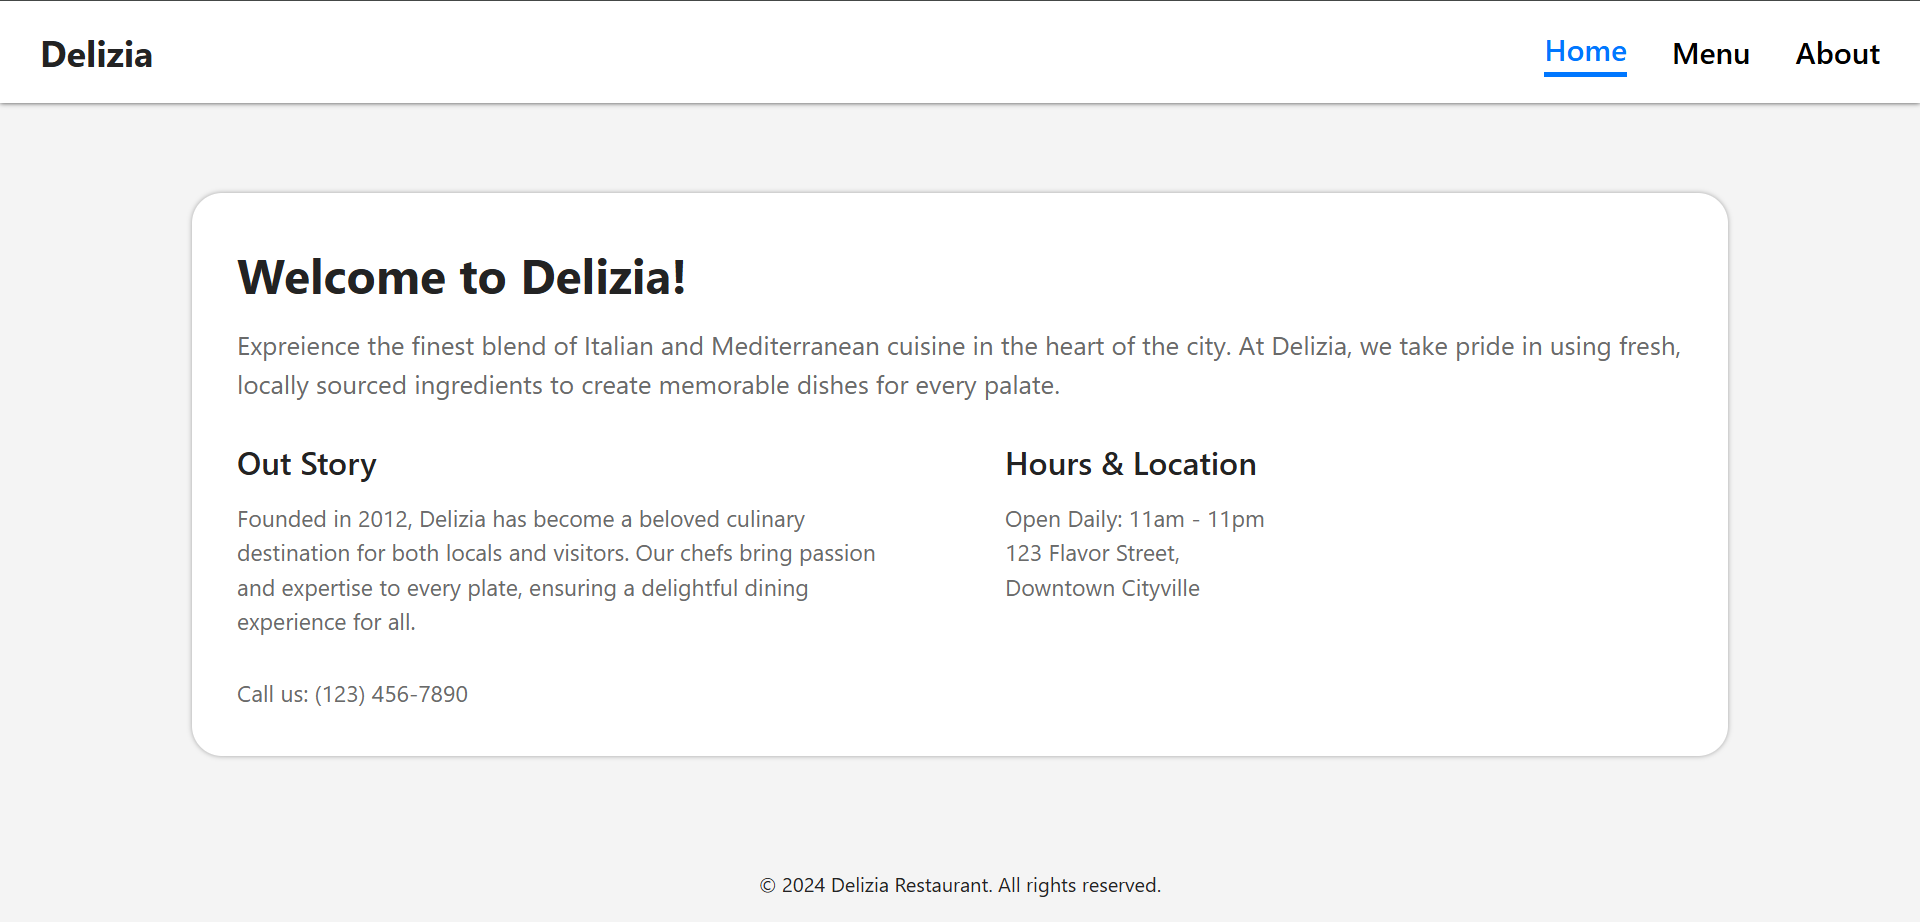 Delizia
Home
Menu
About
Welcome to Delizia!
Expreience the finest blend of Italian and Mediterranean cuisine in the heart of the city. At Delizia, we take pride in using fresh,
locally sourced ingredients to create memorable dishes for every palate.
Out Story
Founded in 2012, Delizia has become a beloved culinary
destination for both locals and visitors. Our chefs bring passion
and expertise to every plate, ensuring a delightful dining
experience for all.
Call us: (123) 456-7890
Hours & Location
Open Daily: 11am - 11pm
123 Flavor Street,
Downtown Cityville
© 2024 Delizia Restaurant. All rights reserved.